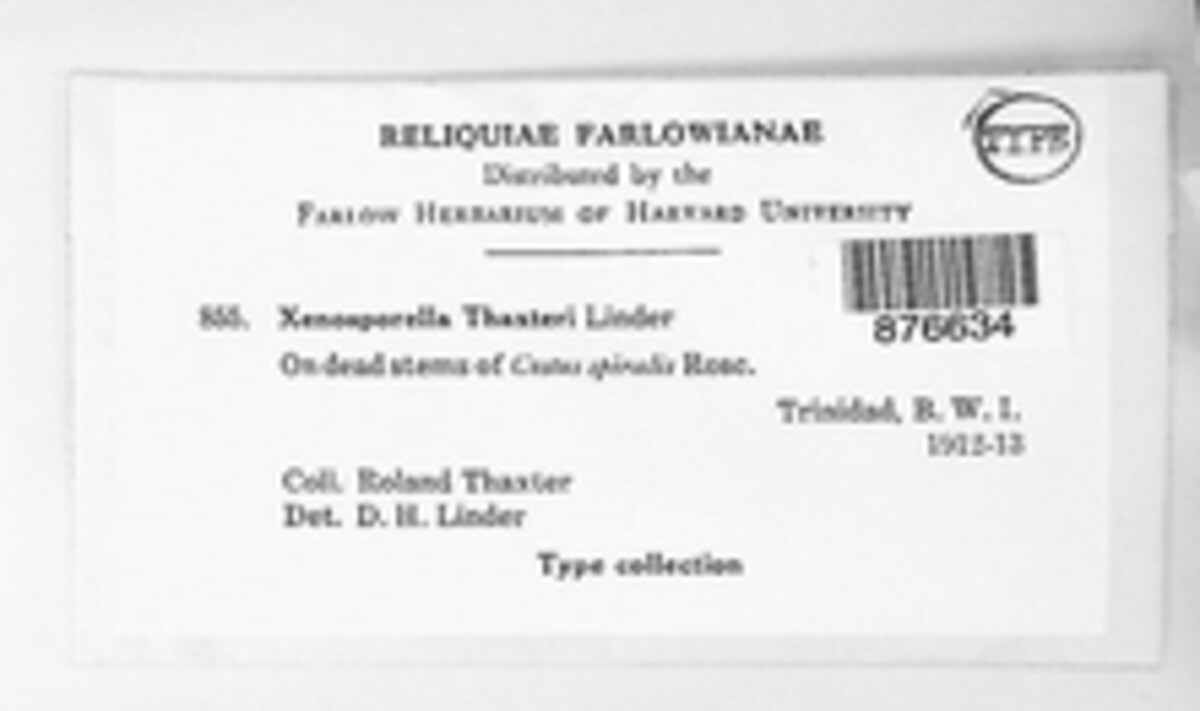 RELIQUIAE FARLOWIANAE
Distributed by the
FARLOW HERBARIUM OF HARVARD UNIVERSITY
TYPE
876634
855. Xenosporella Thaxteri Linder
On dead stems of Costus spiralis Rosc.
Trinidad, B. W. I.
1912-13
Coll. Roland Thaxter
Det. D. H. Linder
Type collection